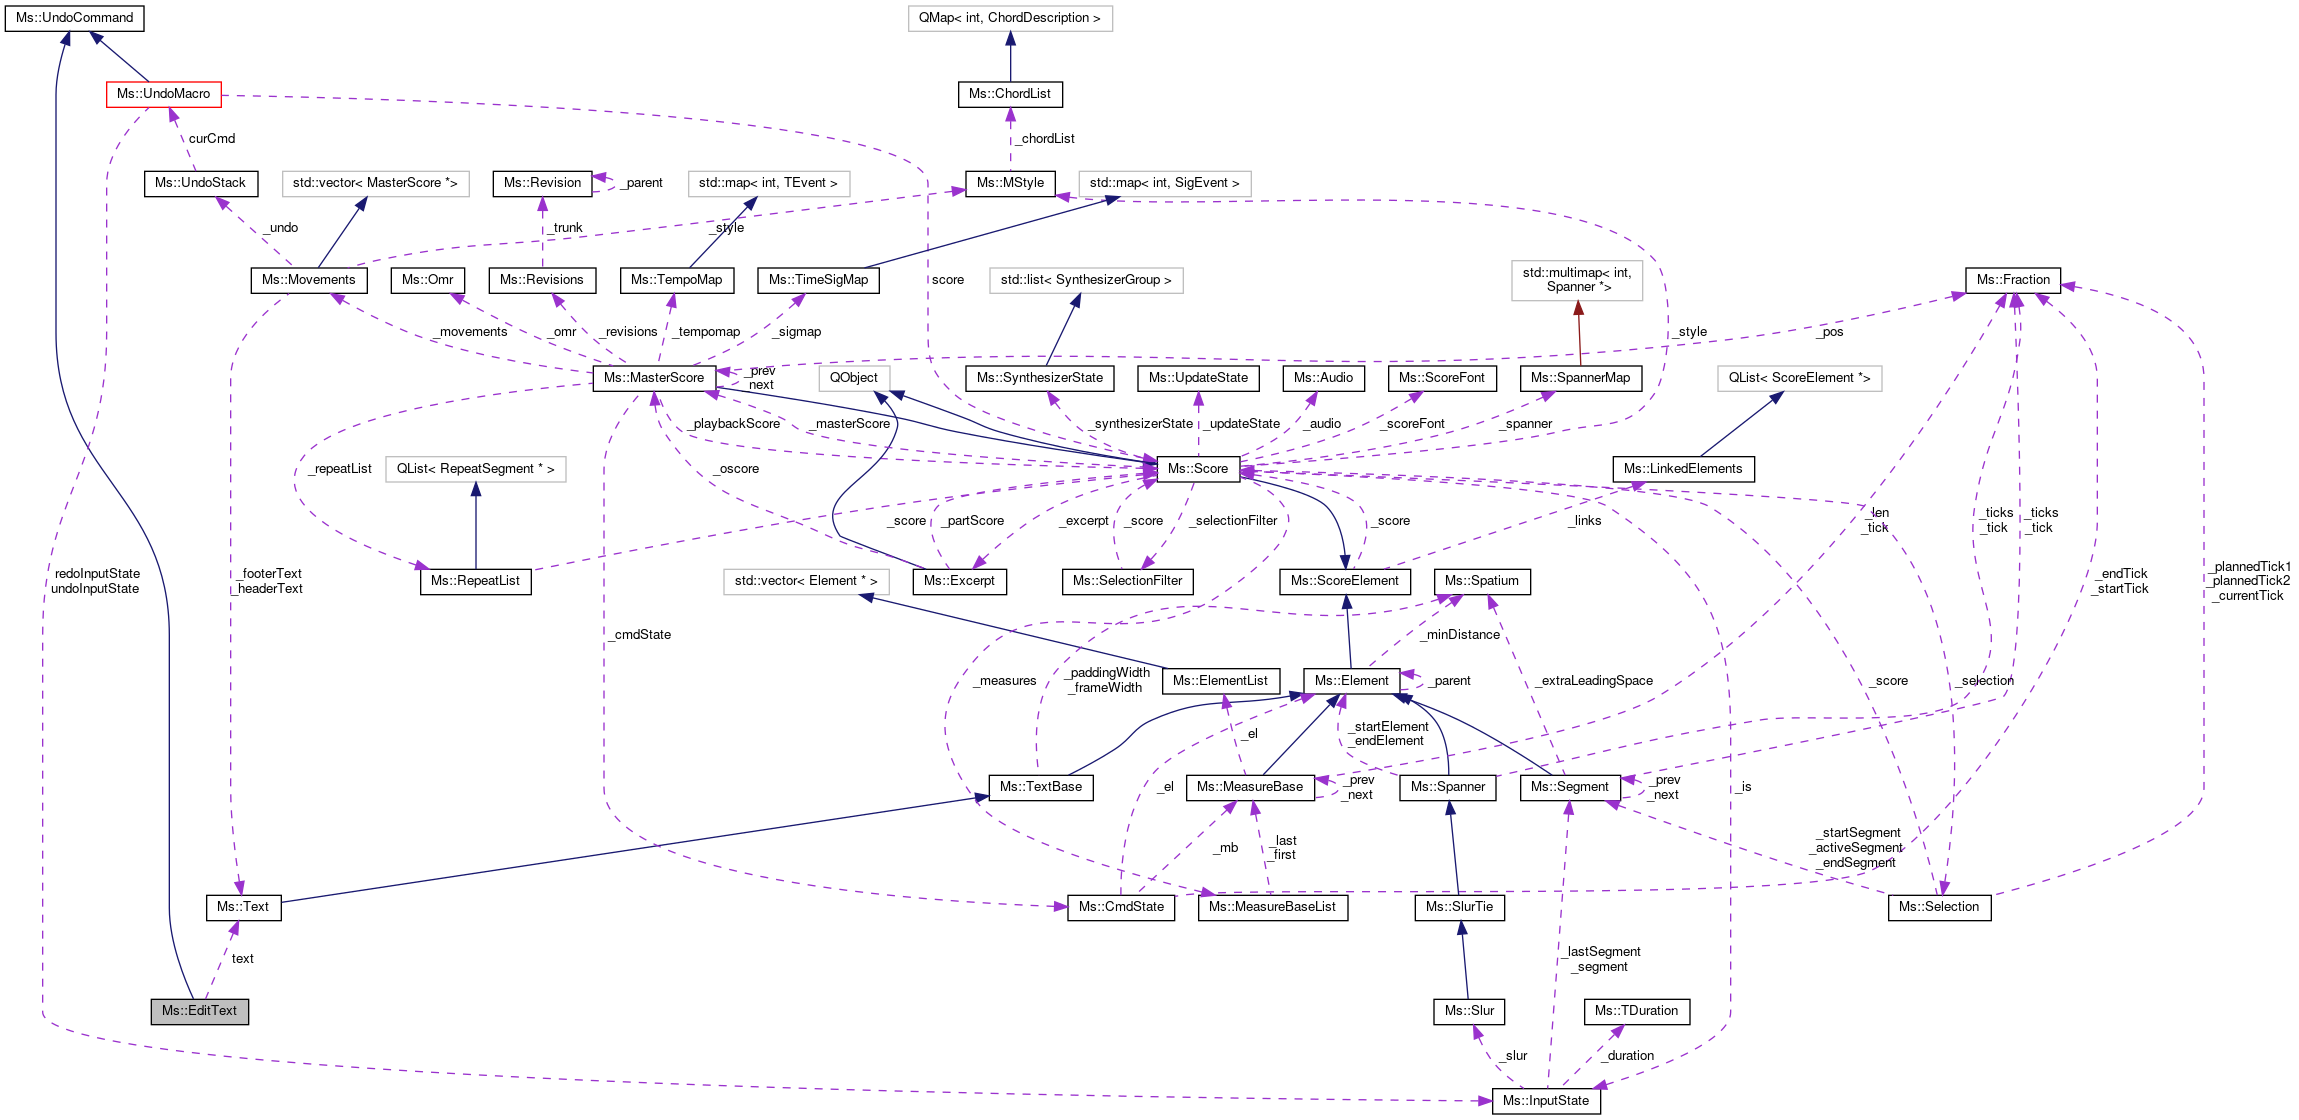 Ms::UndoCommand
QMap< int, ChordDescription >
Ms::UndoMacro
Ms::ChordList
curCmd
_chordList
Ms::UndoStack
std::vector< MasterScore *>
Ms::Revision
_parent
std::map< int, TEvent >
Ms::MStyle
std::map< int, SigEvent >
_undo
_trunk
_style
Ms::Movements
Ms::Omr
Ms::Revisions
Ms::TempoMap
Ms::TimeSigMap
score
std::list< SynthesizerGroup >
std::multimap< int,
Spanner *>
Ms::Fraction
_movements
_omr
_revisions
_tempomap
_sigmap
_style
_pos
Ms::MasterScore
_prev
_next
QObject
Ms::SynthesizerState
Ms::UpdateState
Ms::Audio
Ms::ScoreFont
Ms::SpannerMap
QList< ScoreElement *>
_playbackScore
_masterScore
_synthesizerState
_updateState
_audio
_scoreFont
_spanner
_repeatList
QList< RepeatSegment * >
_oscore
Ms::Score
Ms::LinkedElements
_score
_partScore
_excerpt
_score
_selectionFilter
_score
_links
_len
_tick
_ticks
_tick
_ticks
_tick
redoInputState
undoInputState
_footerText
_headerText
Ms::RepeatList
std::vector< Element * >
Ms::Excerpt
Ms::SelectionFilter
Ms::ScoreElement
Ms::Spatium
_endTick
_startTick
_plannedTick1
_plannedTick2
_currentTick
_cmdState
_minDistance
_measures
_paddingWidth
_frameWidth
Ms::ElementList
Ms::Element
_parent
_extraLeadingSpace
_score
_selection
_el
_startElement
_endElement
_el
Ms::TextBase
Ms::MeasureBase
_prev
_next
Ms::Spanner
Ms::Segment
_prev
_next
_is
_mb
_last
_first
_startSegment
_activeSegment
_endSegment
Ms::Text
Ms::CmdState
Ms::MeasureBaseList
Ms::SlurTie
Ms::Selection
text
_lastSegment
_segment
Ms::EditText
Ms::Slur
Ms::TDuration
_slur
_duration
Ms::InputState